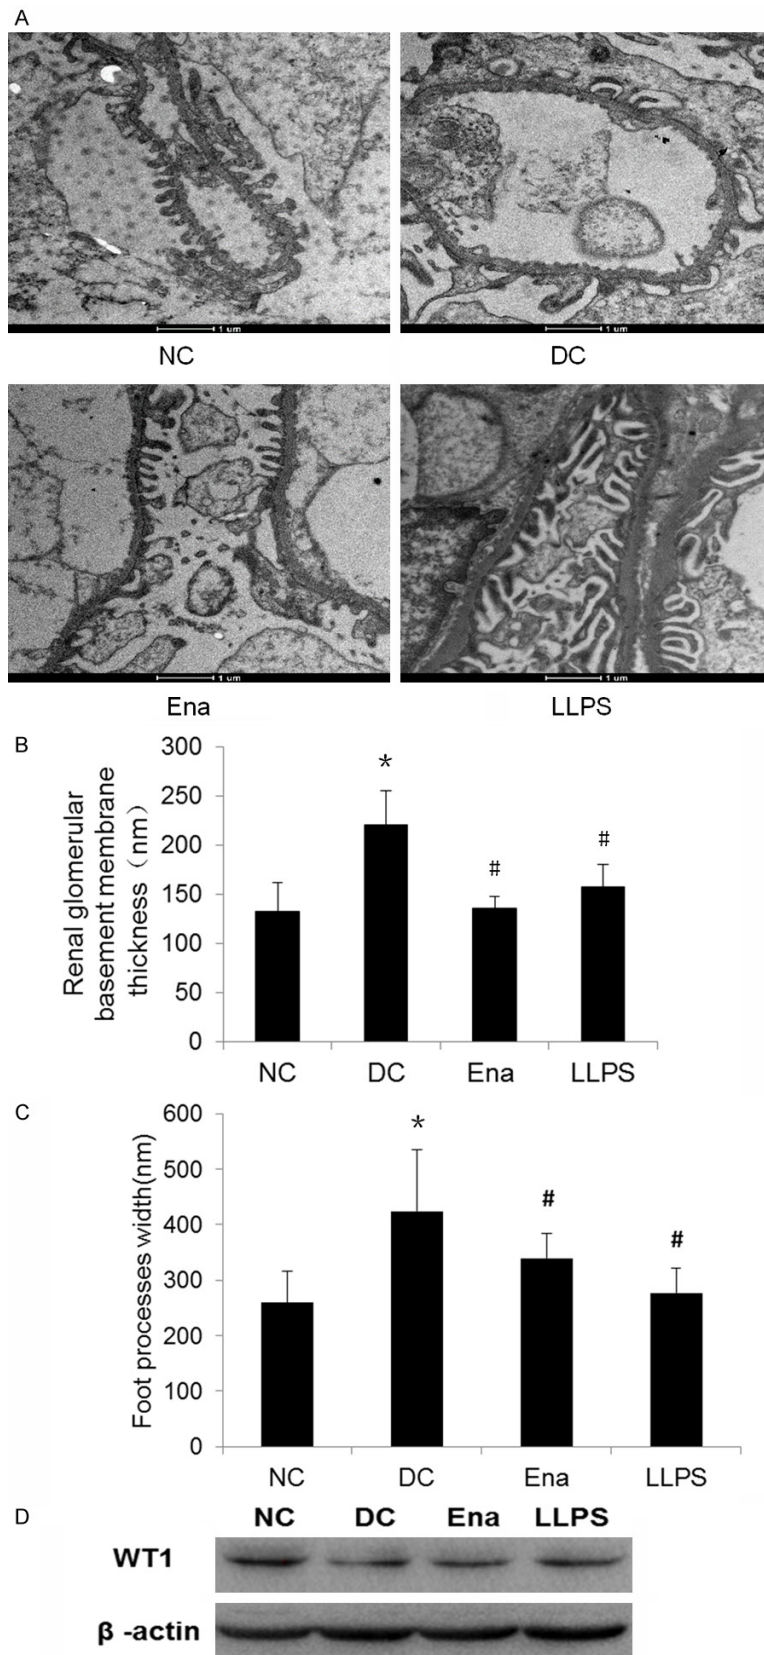 A
1 um
1 um
NC
DC
1 um
1 um
Ena
LLPS
B
Renal glomerular
basement membrane
thickness（nm）
300
250
200
150
100
50
0
*
#
#
NC
DC
Ena
LLPS
C
Foot processes width(nm)
600
500
400
300
200
100
0
*
#
#
NC
DC
Ena
LLPS
D
NC DC Ena LLPS
WT1
β -actin